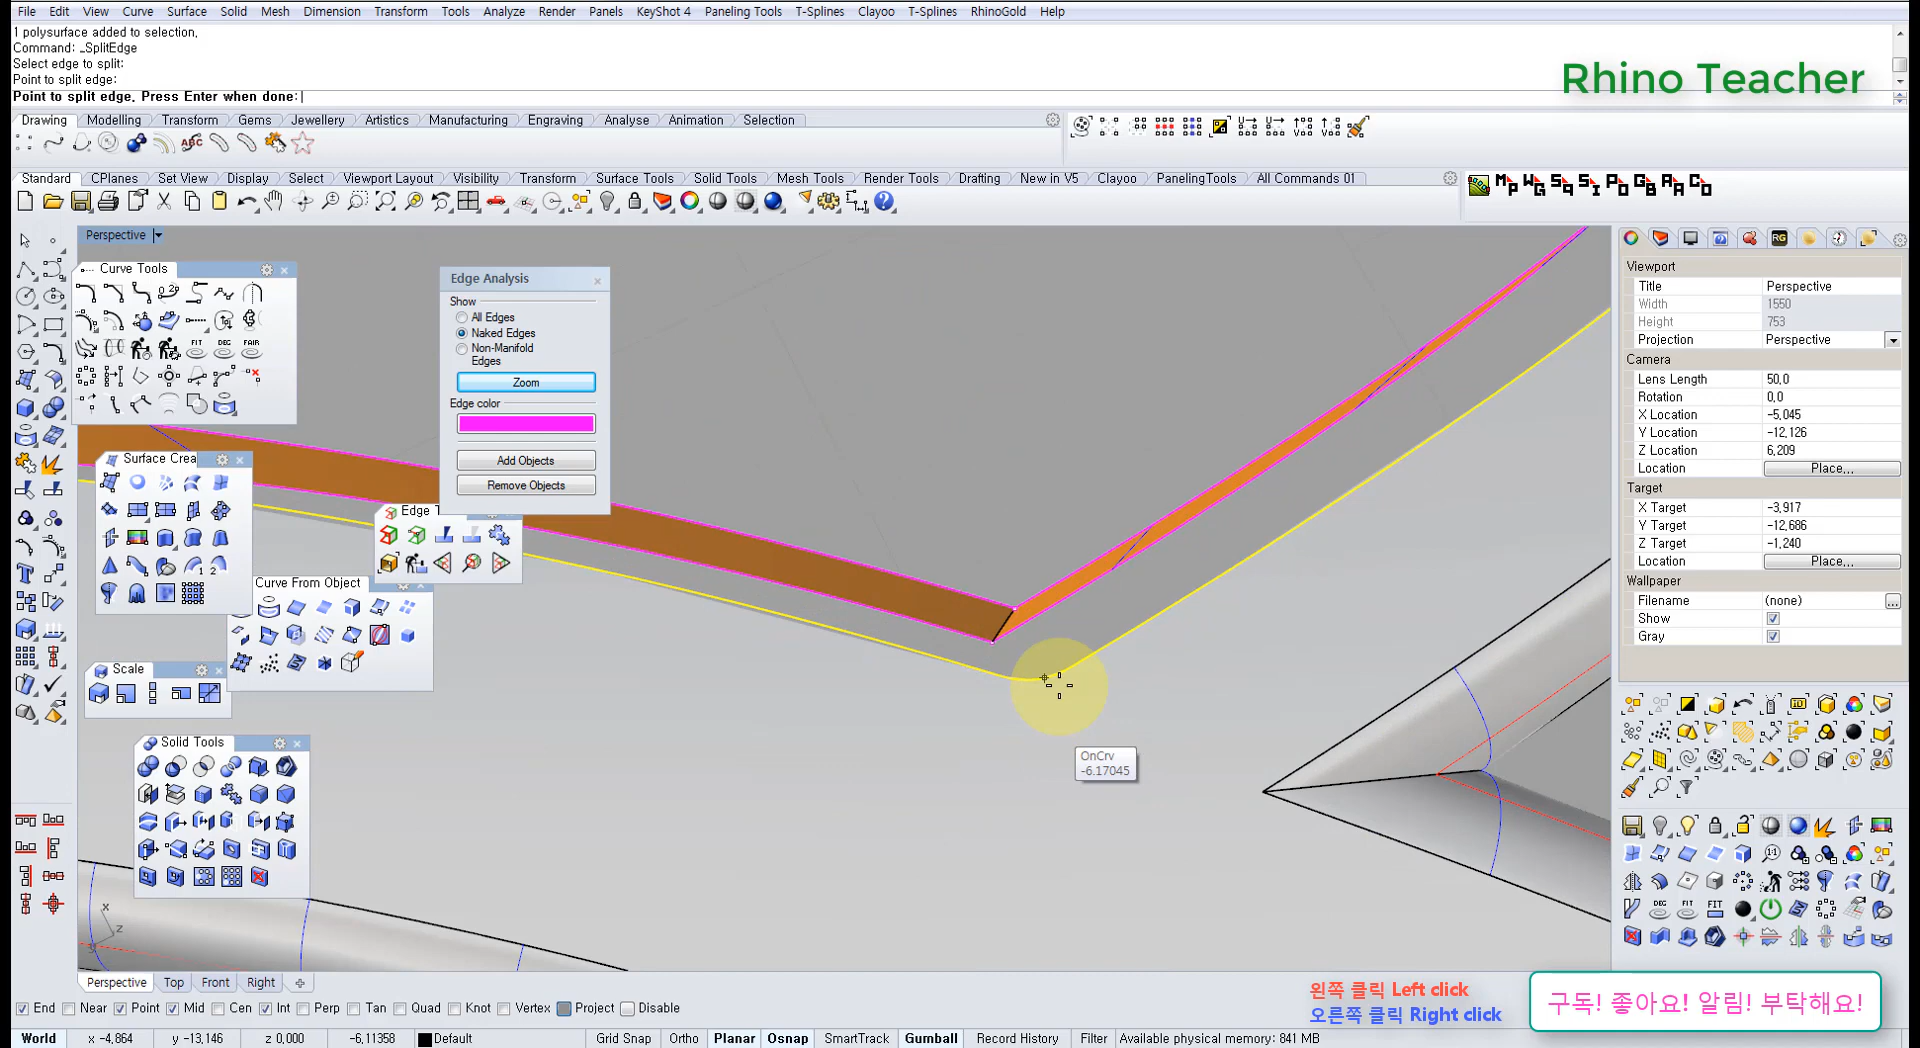 File Edit View Curve Surface Solid Mesh Dimension Transform Tools Analyze Render Panels KeyShot 4 Paneling Tools T-Splines Clayoo T-Splines RhinoGold Help
1 polysurface added to selection.
Command: _SplitEdge
Select edge to split:
Point to split edge:
Point to split edge. Press Enter when done:
Rhino Teacher
Drawing Modelling Transform Gems Jewellery Artistics Manufacturing Engraving Analyse Animation Selection
Standard CPlanes Set View Display Select Viewport Layout Visibility Transform Surface Tools Solid Tools Mesh Tools Render Tools Drafting New in V5 Clayoo PanelingTools All Commands 01
Perspective
Curve Tools
Edge Analysis
Show
All Edges
Naked Edges
Non-Manifold
Edges
Zoom
Edge color
Add Objects
Remove Objects
Surface Crea
Edge T
Curve From Object
Scale
Solid Tools
OnCrv
-6.17045
Viewport
Title Perspective
Width 1550
Height 753
Projection Perspective
Camera
Lens Length 50.0
Rotation 0.0
X Location -5.045
Y Location -12.126
Z Location 6.209
Location Place...
Target
X Target -3.917
Y Target -12.686
Z Target -1.240
Location Place...
Wallpaper
Filename (none) ...
Show
Gray
Perspective Top Front Right
End Near Point Mid Cen Int Perp Tan Quad Knot Vertex Project Disable
왼쪽 클릭 Left click
오른쪽 클릭 Right click
구독! 좋아요! 알림! 부탁해요!
World x -4.864 y -13.146 z 0.000 -6.11358 Default Grid Snap Ortho Planar Osnap SmartTrack Gumball Record History Filter Available physical memory: 841 MB